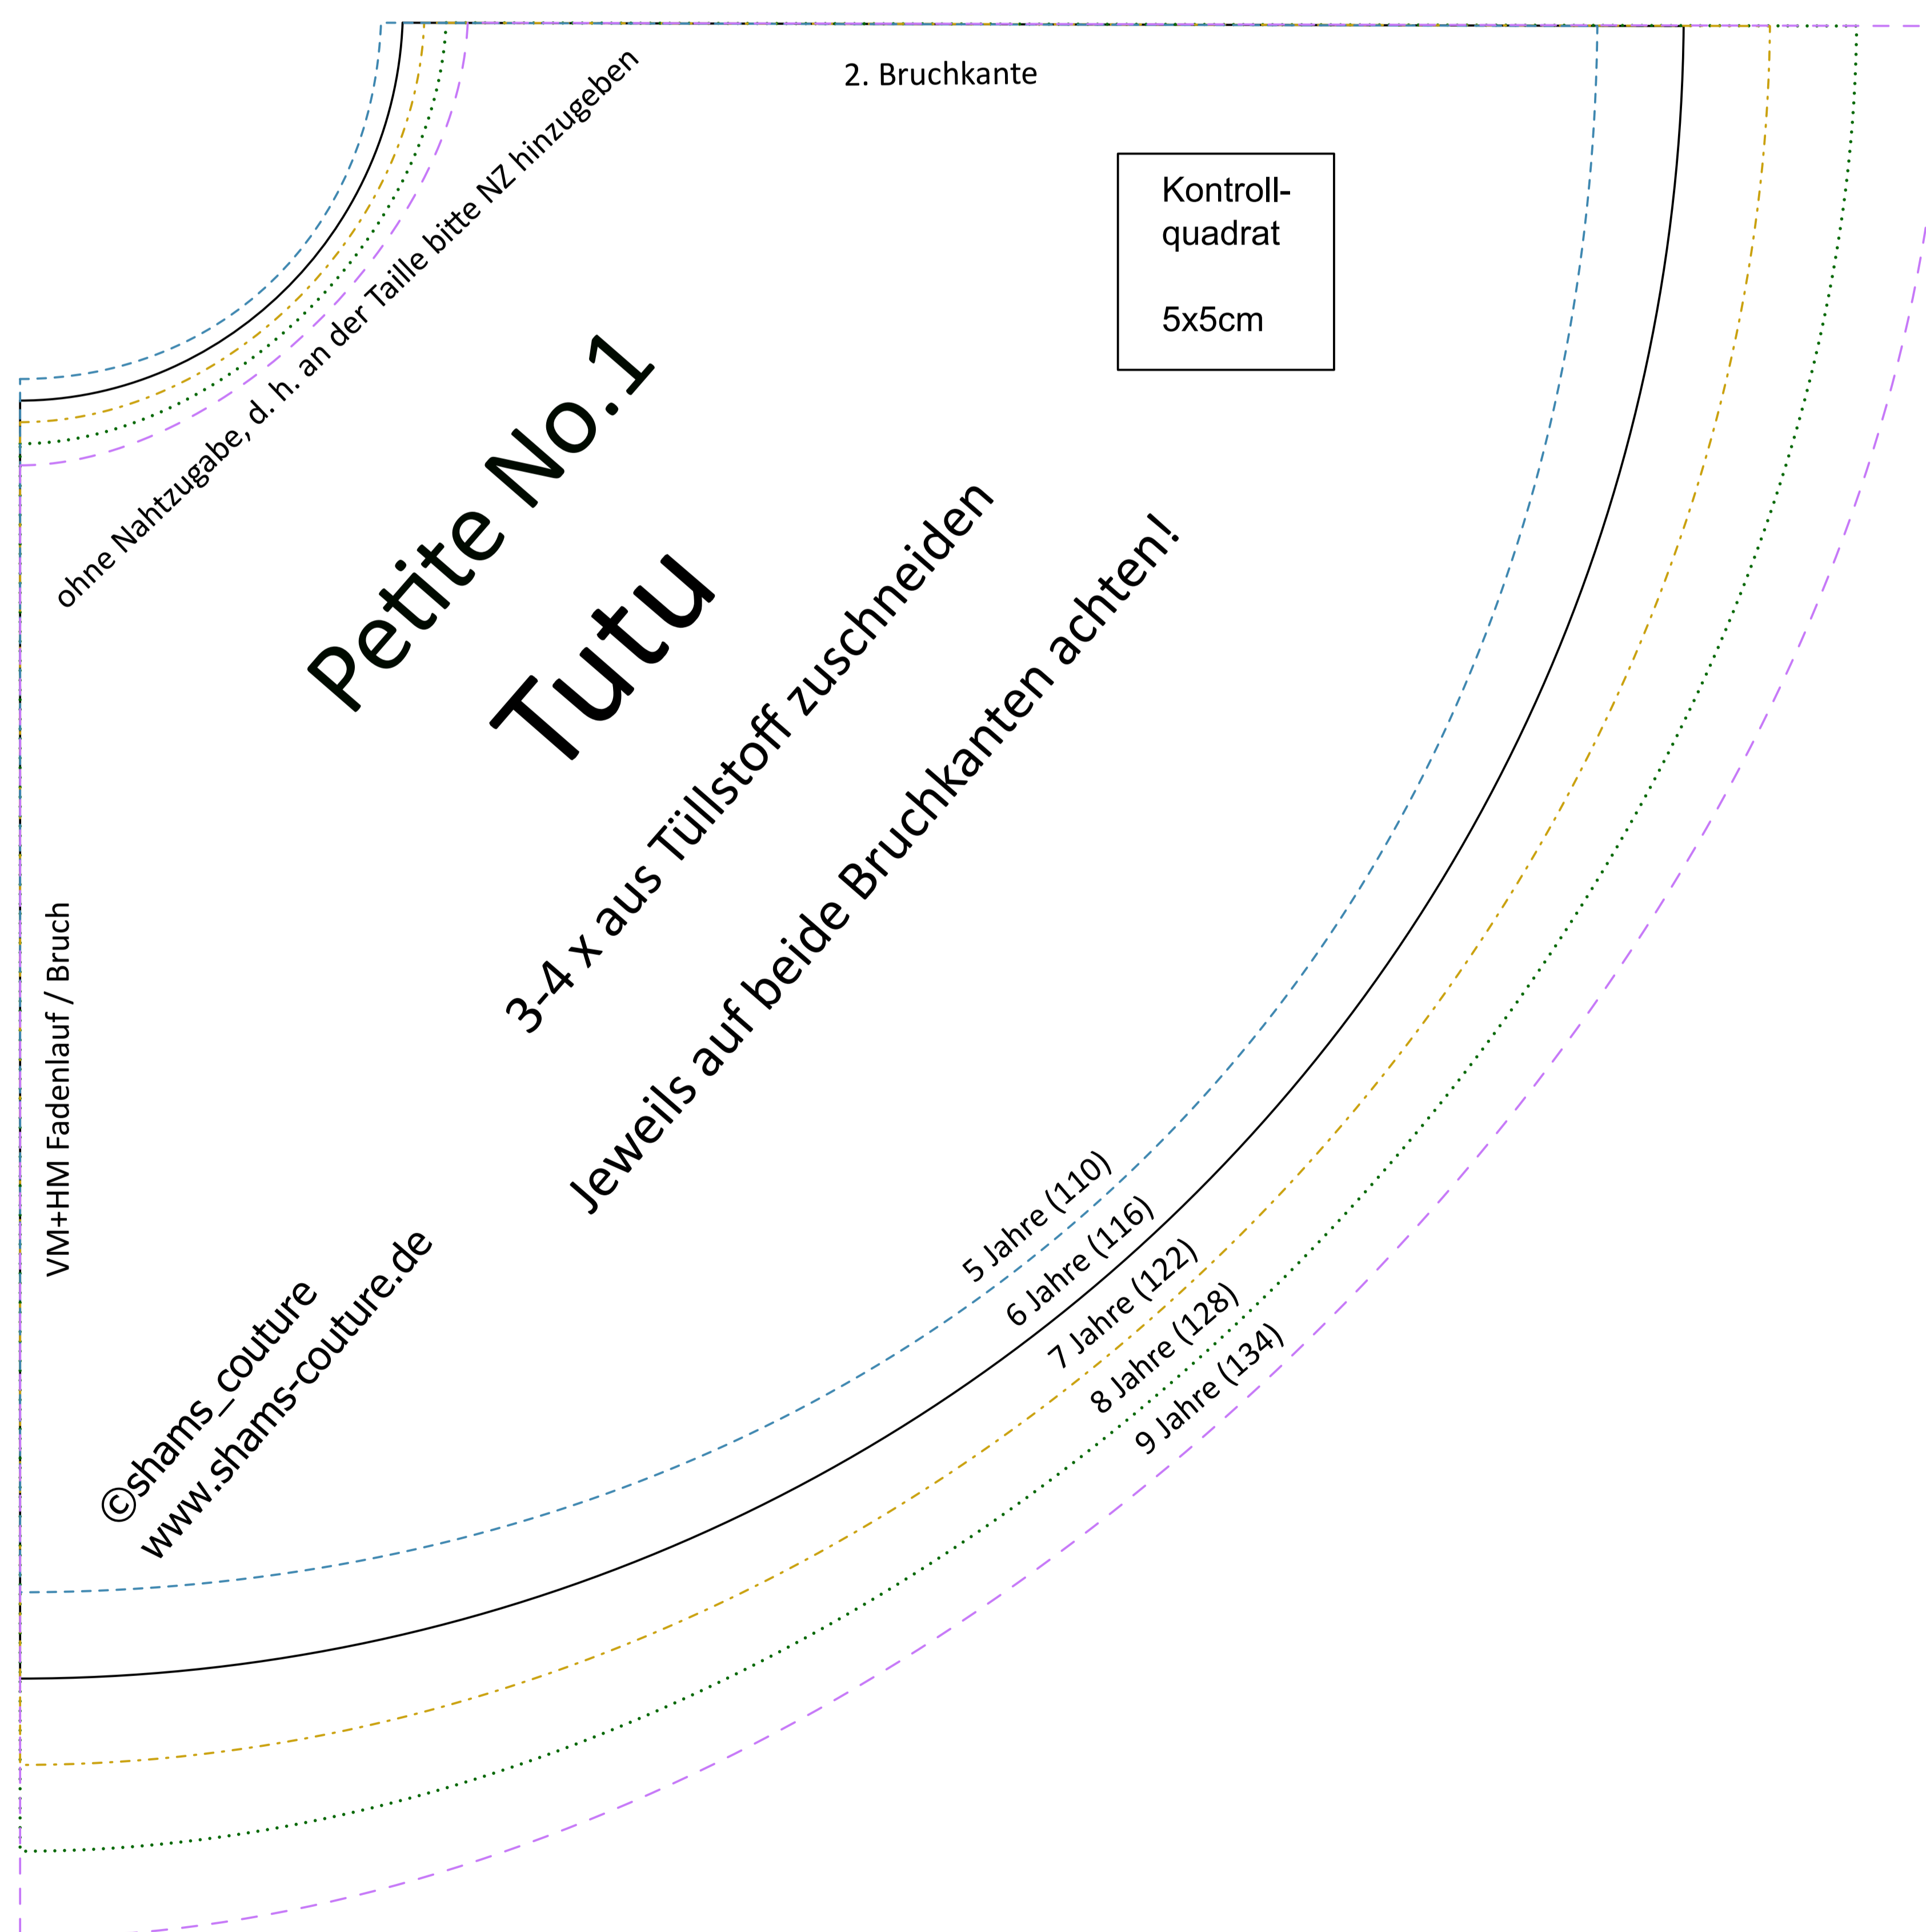 2. Bruchkante
ohne Nahtzugabe, d. h. an der Taille bitte NZ hinzugeben
Kontroll-
quadrat
5x5cm
Petite No.1
Tutu
3-4 x aus Tüllstoff zuschneiden
Jeweils auf beide Bruchkanten achten!
VM+HM Fadenlauf / Bruch
5 Jahre (110)
6 Jahre (116)
7 Jahre (122)
8 Jahre (128)
9 Jahre (134)
©shams_couture
www.shams-couture.de